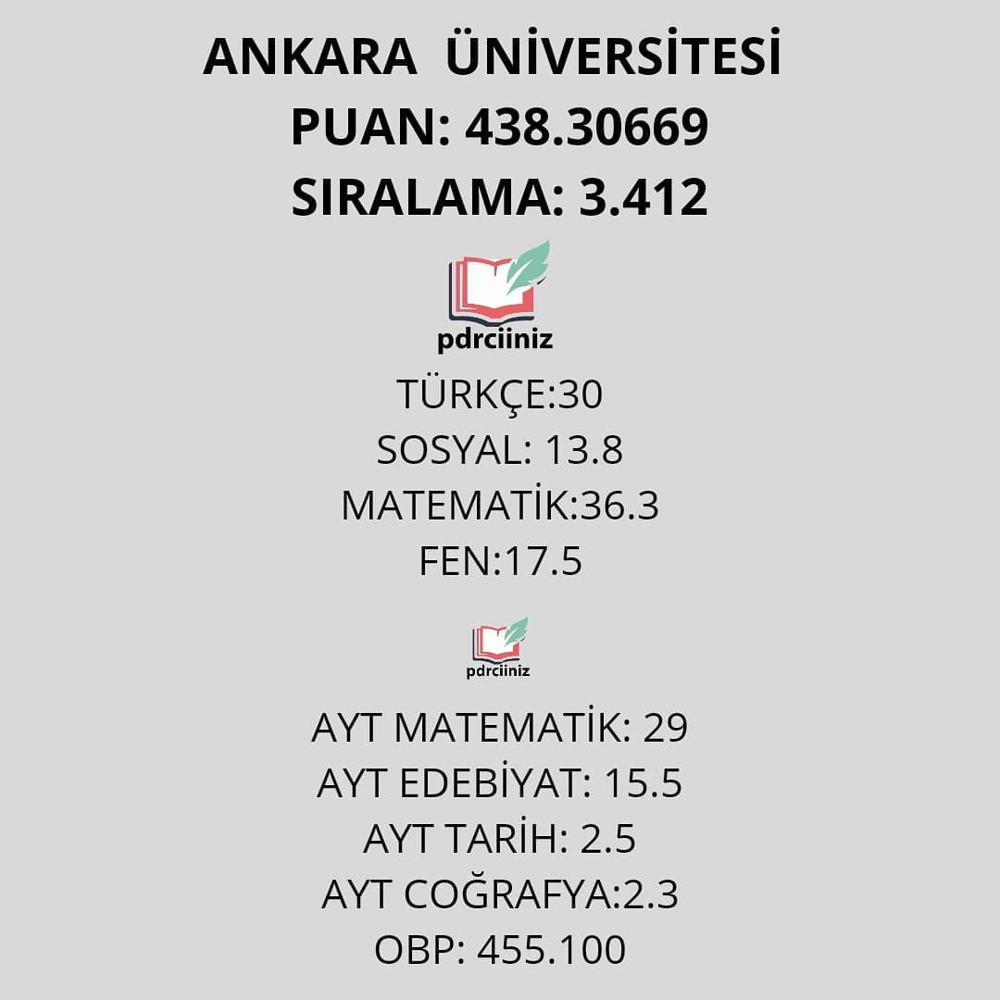 ANKARA ÜNİVERSİTESİ
PUAN: 438.30669
SIRALAMA: 3.412
pdrciiniz
TÜRKÇE:30
SOSYAL: 13.8
MATEMATİK:36.3
FEN:17.5
pdrciiniz
AYT MATEMATİK: 29
AYT EDEBİYAT: 15.5
AYT TARİH: 2.5
AYT COĞRAFYA:2.3
OBP: 455.100